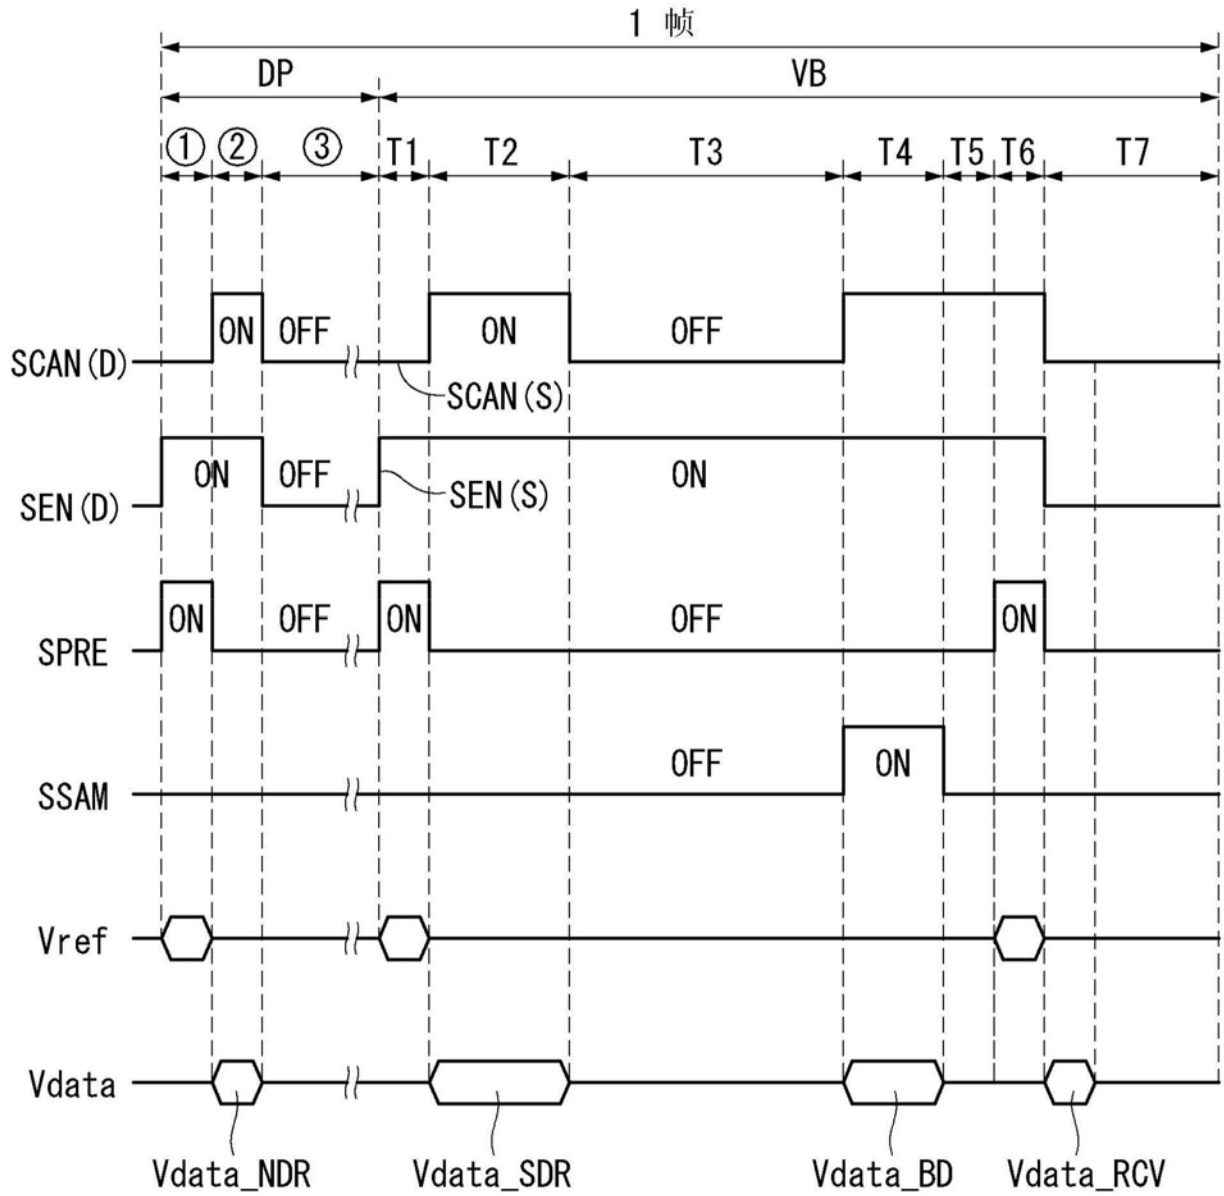 1 帧
DP VB
① ② ③ T1 T2 T3 T4 T5 T6 T7
ON OFF ON OFF
SCAN(D)
SCAN(S)
ON OFF ON
SEN(D)
SEN(S)
ON OFF ON OFF ON
SPRE
OFF ON
SSAM
Vref
Vdata
Vdata_NDR Vdata_SDR Vdata_BD Vdata_RCV